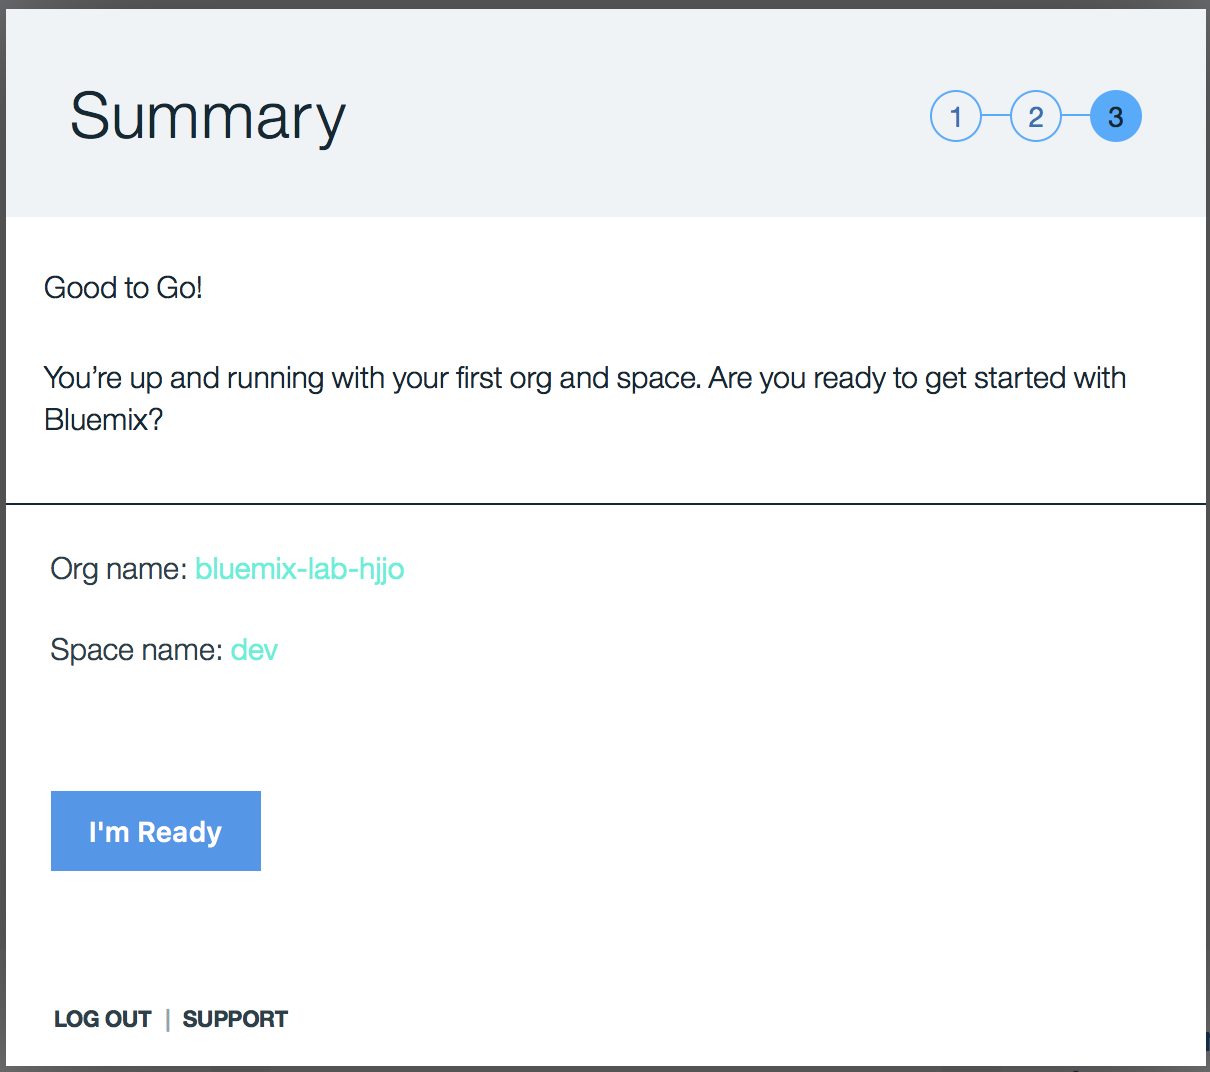 Summary
1 2 3
Good to Go!
You’re up and running with your first org and space. Are you ready to get started with
Bluemix?
Org name: bluemix-lab-hjjo
Space name: dev
I'm Ready
LOG OUT | SUPPORT